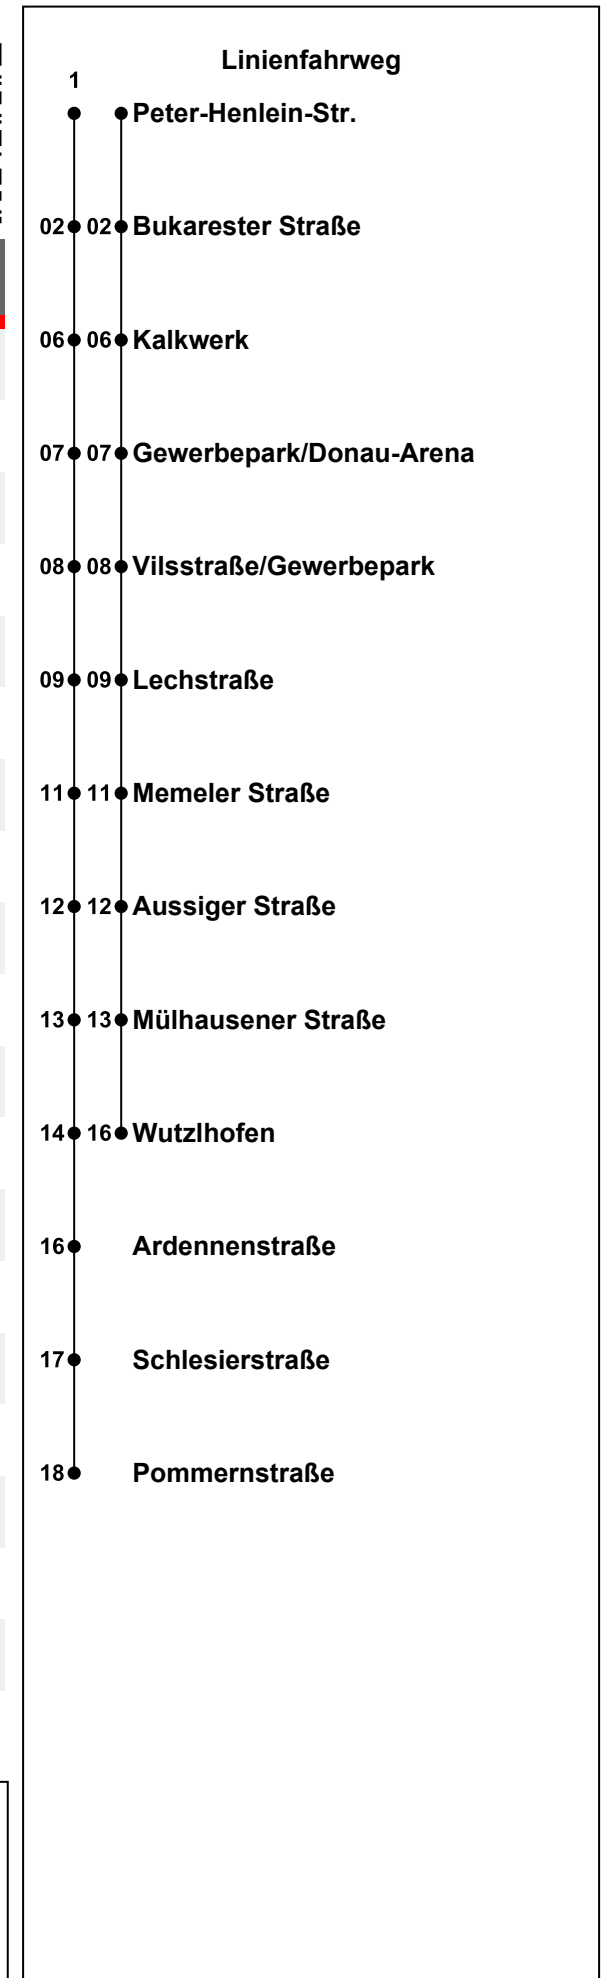 Linienfahrweg
1
Peter-Henlein-Str.
02 02 Bukarester Straße
06 06 Kalkwerk
07 07 Gewerbepark/Donau-Arena
08 08 Vilsstraße/Gewerbepark
09 09 Lechstraße
11 11 Memeler Straße
12 12 Aussiger Straße
13 13 Mülhausener Straße
14 16 Wutzlhofen
16 Ardennenstraße
17 Schlesierstraße
18 Pommernstraße